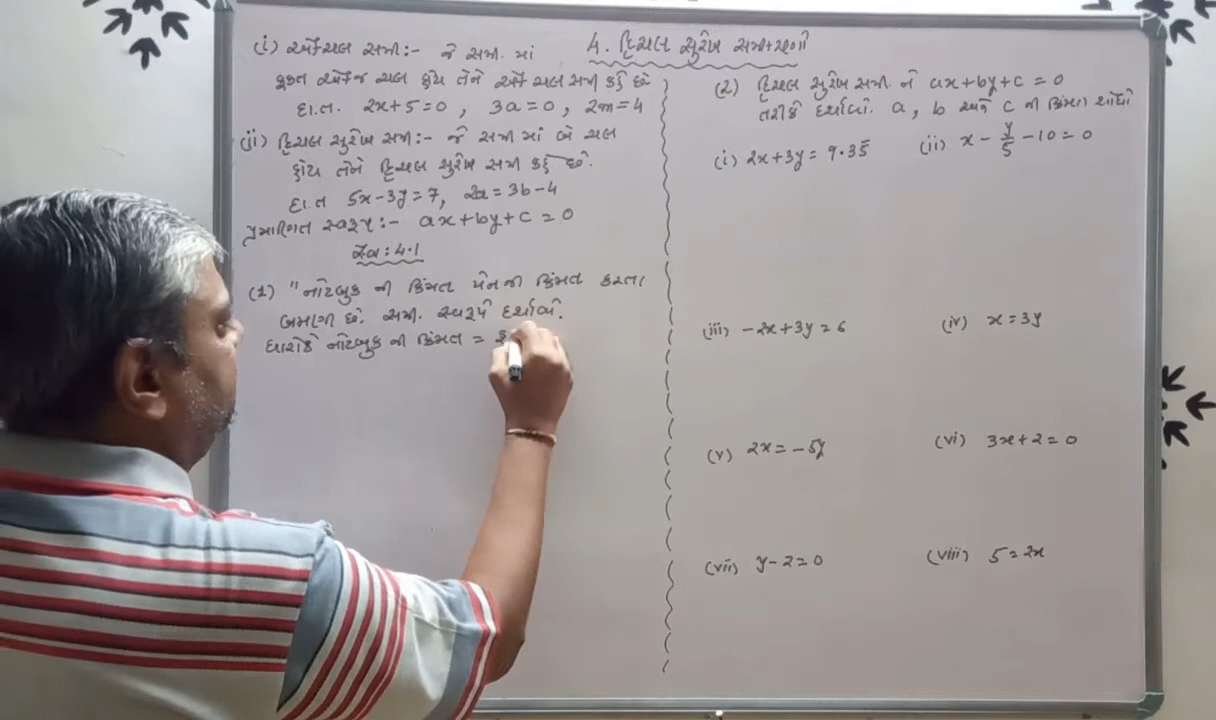 4. દ્વિચલ સુરેખ સમીકરણો
(i) એકચલ સમી:- જે સમી. માં
ફક્ત એકજ ચલ હોય તેને એક ચલ સમી કહે છે
દા.ત. 2x+5=0 , 3a=0 , 2m=4
(ii) દ્વિચલ સુરેખ સમી:- જે સમી માં બે ચલ
હોય તેને દ્વિચલ સુરેખ સમી કહે છે.
દા.ત 5x-3y=7, 2a=3b-4
પ્રમાણિત સ્વરૂપ:- ax+by+c=0
સ્વા: 4.1
(1) "નોટબુક ની કિંમત પેનની કિંમત કરતા
બમણી છે. સમી. સ્વરૂપે દર્શાવો.
ધારોકે નોટબુક ની કિંમત =
(2) દ્વિચલ સુરેખ સમી. ને ax+by+c=0
તરીકે દર્શાવો. a, b અને c ની કિંમત શોધો
(i) 2x+3y=9.35̅ (ii) x-y/5-10=0
(iii) -2x+3y=6 (iv) x=3y
(v) 2x=-5y (vi) 3x+2=0
(vii) y-2=0 (viii) 5=2x